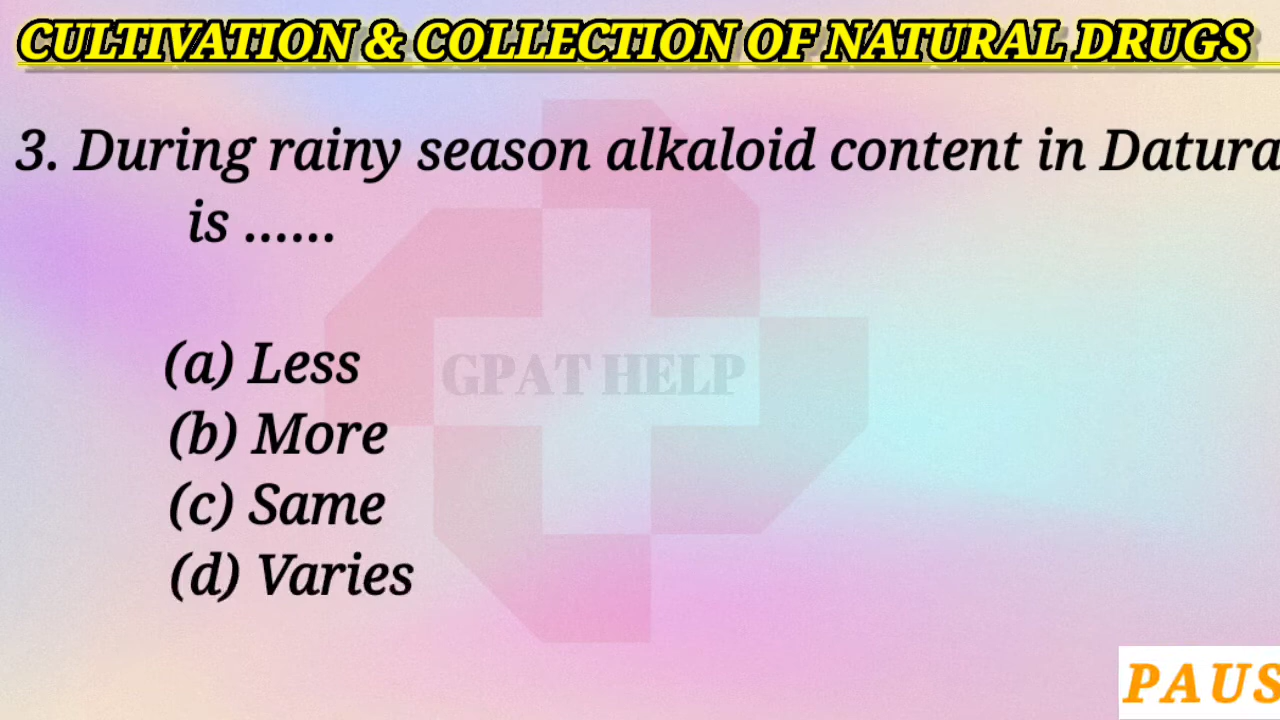 CULTIVATION & COLLECTION OF NATURAL DRUGS
3. During rainy season alkaloid content in Datura
is ......
(a) Less
GPAT HELP
(b) More
(c) Same
(d) Varies
PAUS